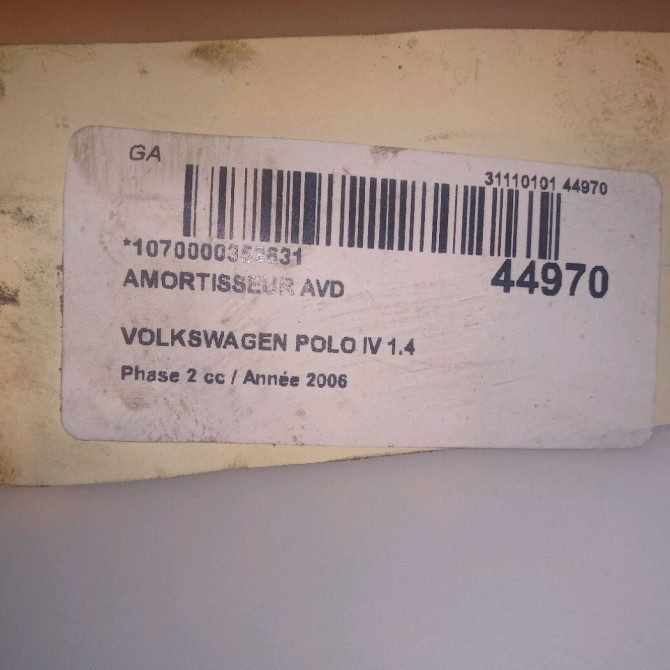 GA
31110101 44970
44970
AMORTISSEUR AVD
VOLKSWAGEN POLO IV 1.4
Phase 2 cc / Année 2006